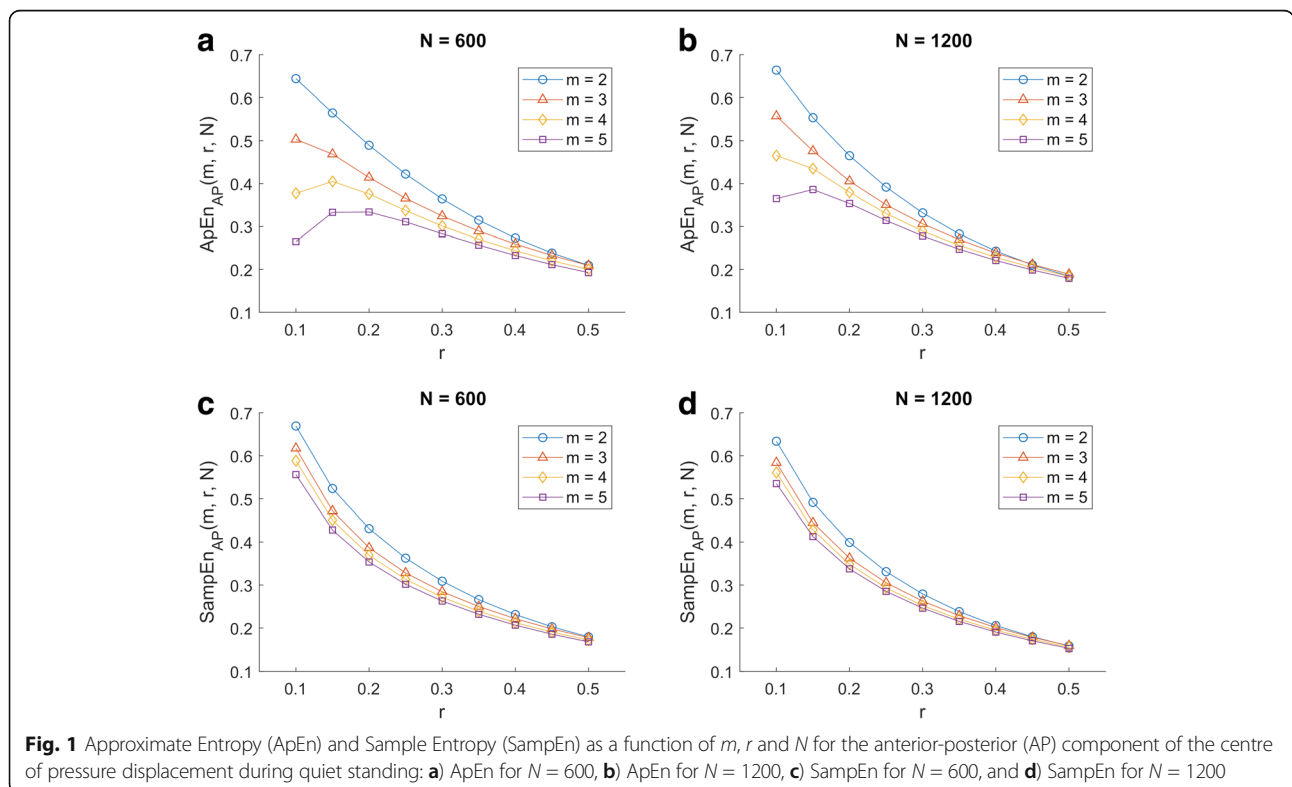 a
N = 600
m = 2
m = 3
m = 4
m = 5
0.7
0.6
0.5
0.4
0.3
0.2
0.1
ApEn_AP(m, r, N)
0.1 0.2 0.3 0.4 0.5
r
b
N = 1200
m = 2
m = 3
m = 4
m = 5
0.7
0.6
0.5
0.4
0.3
0.2
0.1
ApEn_AP(m, r, N)
0.1 0.2 0.3 0.4 0.5
r
c
N = 600
m = 2
m = 3
m = 4
m = 5
0.7
0.6
0.5
0.4
0.3
0.2
0.1
SampEn_AP(m, r, N)
0.1 0.2 0.3 0.4 0.5
r
d
N = 1200
m = 2
m = 3
m = 4
m = 5
0.7
0.6
0.5
0.4
0.3
0.2
0.1
SampEn_AP(m, r, N)
0.1 0.2 0.3 0.4 0.5
r
Fig. 1 Approximate Entropy (ApEn) and Sample Entropy (SampEn) as a function of m, r and N for the anterior-posterior (AP) component of the centre
of pressure displacement during quiet standing: a) ApEn for N = 600, b) ApEn for N = 1200, c) SampEn for N = 600, and d) SampEn for N = 1200